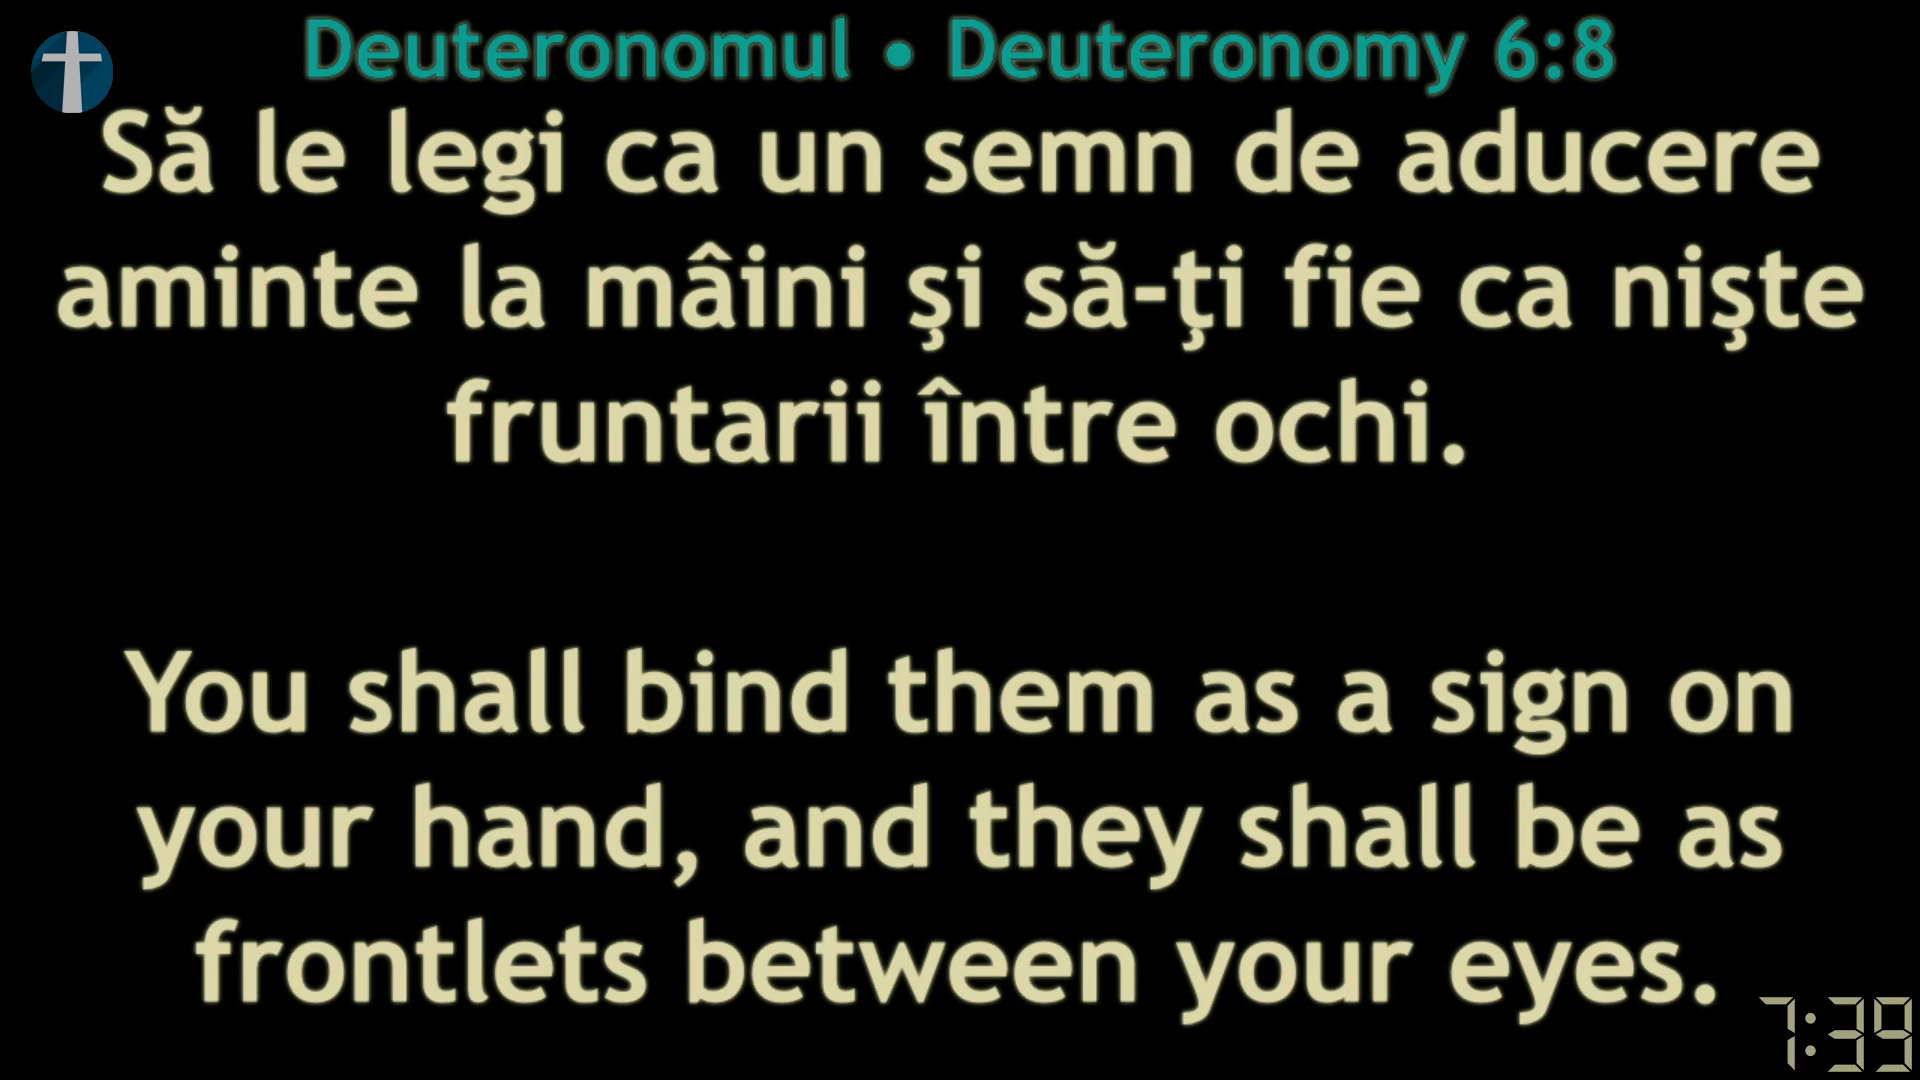 Deuteronomul • Deuteronomy 6:8
Să le legi ca un semn de aducere
aminte la mâini şi să-ţi fie ca nişte
fruntarii între ochi.
You shall bind them as a sign on
your hand, and they shall be as
frontlets between your eyes.
7:39